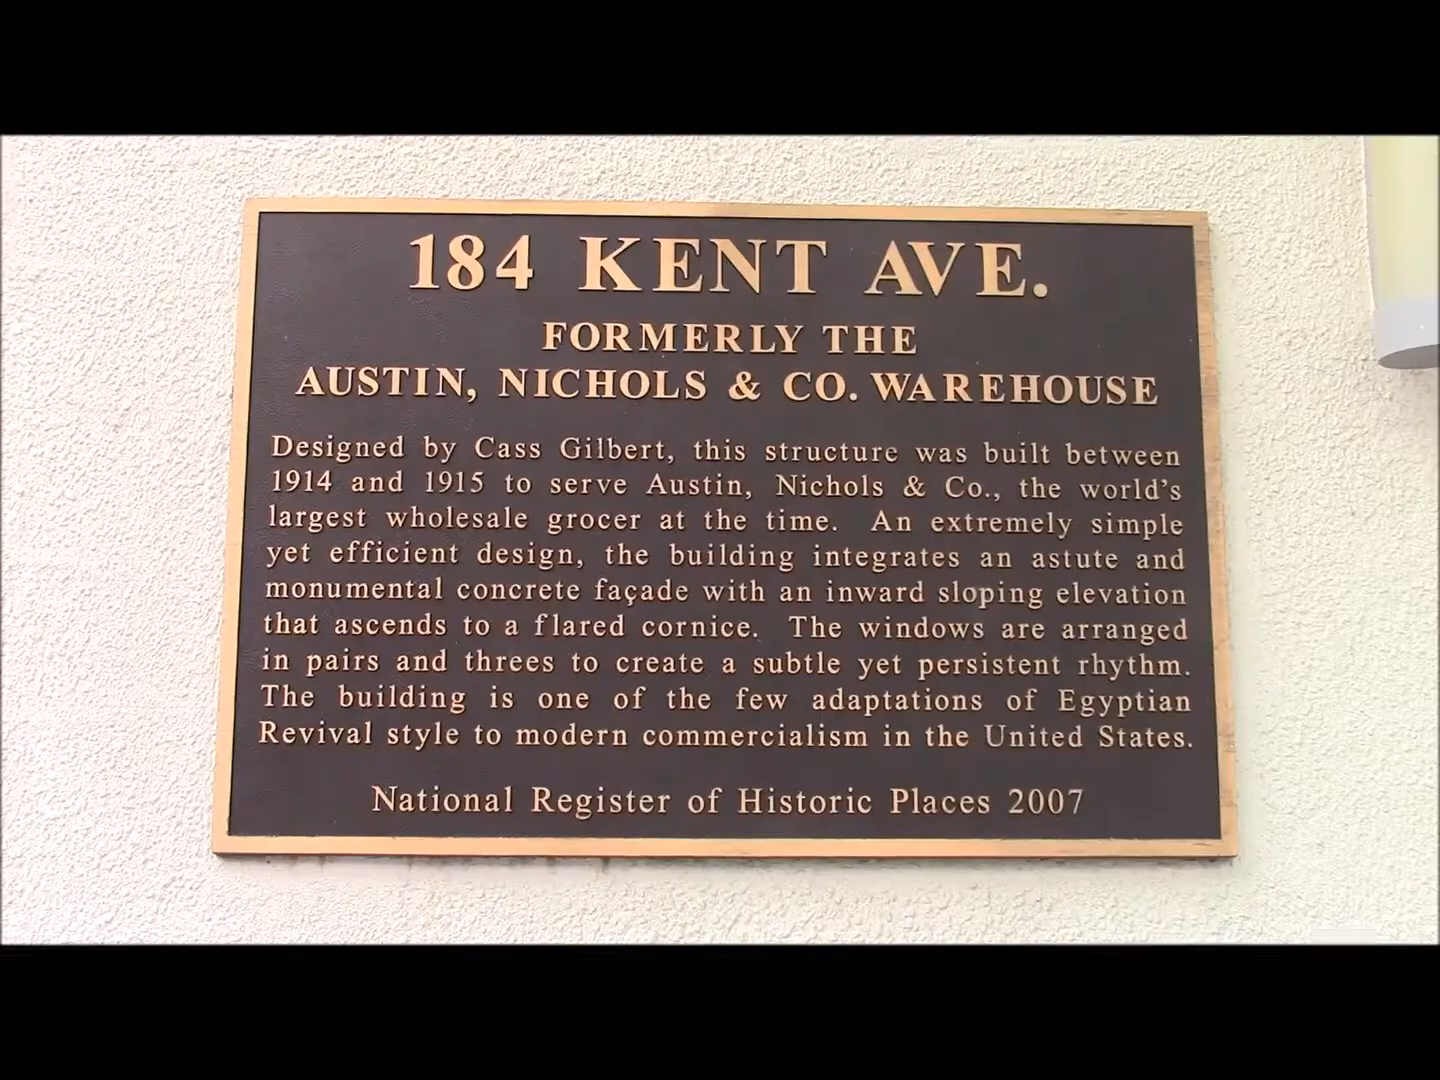 184 KENT AVE.
FORMERLY THE
AUSTIN, NICHOLS & CO. WAREHOUSE
Designed by Cass Gilbert, this structure was built between
1914 and 1915 to serve Austin, Nichols & Co., the world's
largest wholesale grocer at the time. An extremely simple
yet efficient design, the building integrates an astute and
monumental concrete façade with an inward sloping elevation
that ascends to a flared cornice. The windows are arranged
in pairs and threes to create a subtle yet persistent rhythm.
The building is one of the few adaptations of Egyptian
Revival style to modern commercialism in the United States.
National Register of Historic Places 2007